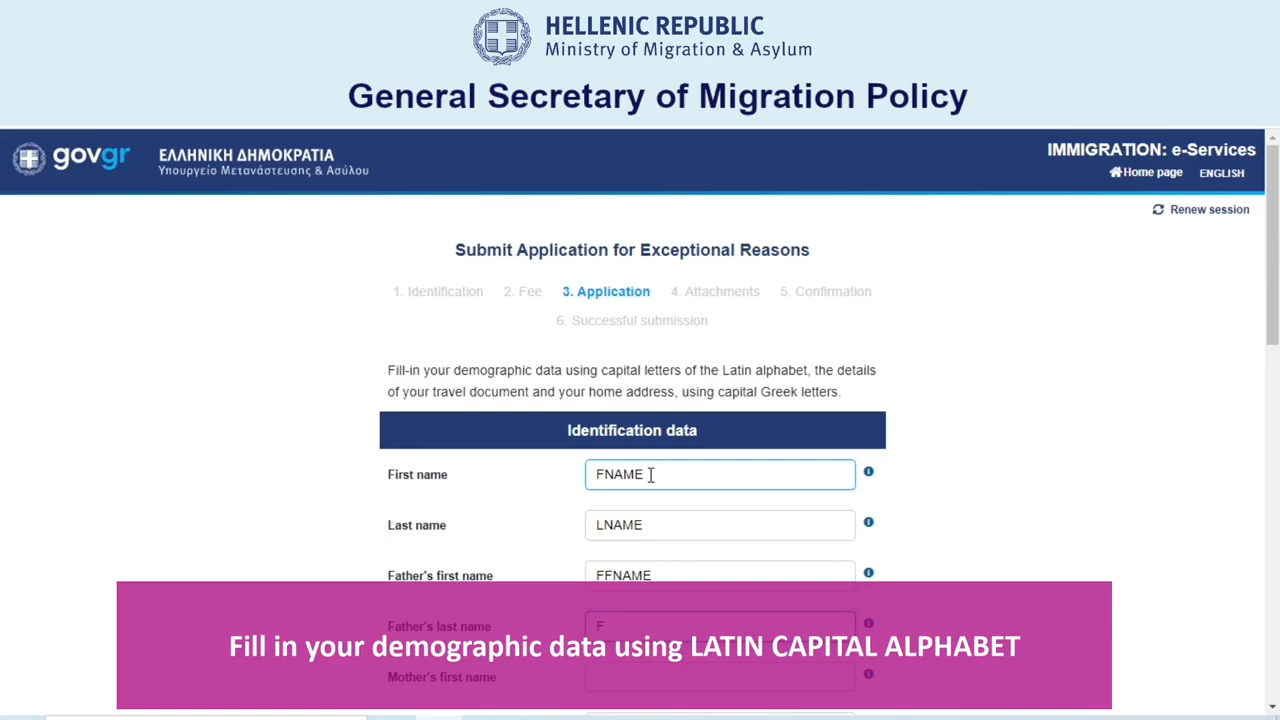 HELLENIC REPUBLIC
Ministry of Migration & Asylum
General Secretary of Migration Policy
govgr
ΕΛΛΗΝΙΚΗ ΔΗΜΟΚΡΑΤΙΑ
Υπουργείο Μετανάστευσης & Ασύλου
IMMIGRATION: e-Services
Home page ENGLISH
Renew session
Submit Application for Exceptional Reasons
1. Identification 2. Fee 3. Application 4. Attachments 5. Confirmation
6. Successful submission
Fill-in your demographic data using capital letters of the Latin alphabet, the details
of your travel document and your home address, using capital Greek letters.
Identification data
First name FNAME
Last name LNAME
Father's first name FFNAME
Father's last name F
Fill in your demographic data using LATIN CAPITAL ALPHABET
Mother's first name